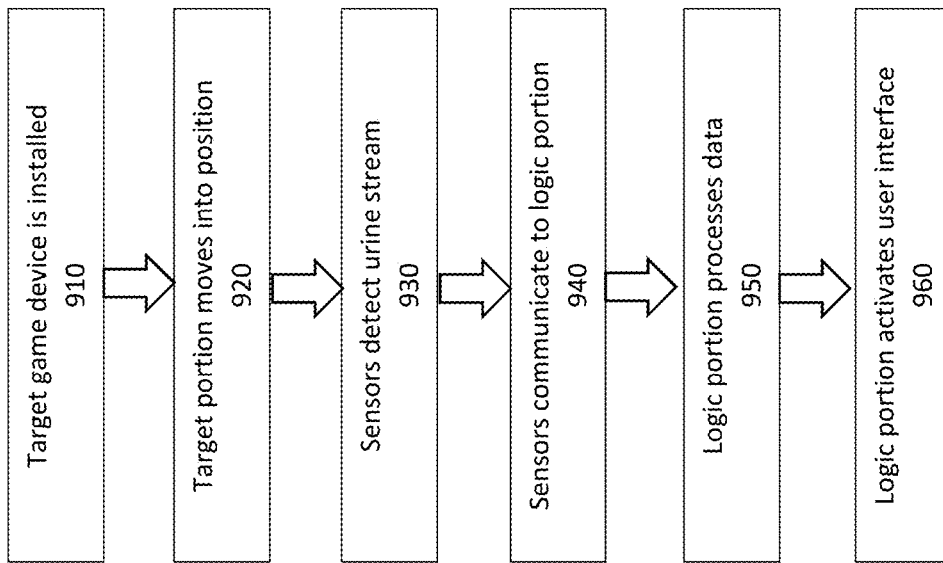 Target game device is installed
910
Target portion moves into position
920
Sensors detect urine stream
930
Sensors communicate to logic portion
940
Logic portion processes data
950
Logic portion activates user interface
960